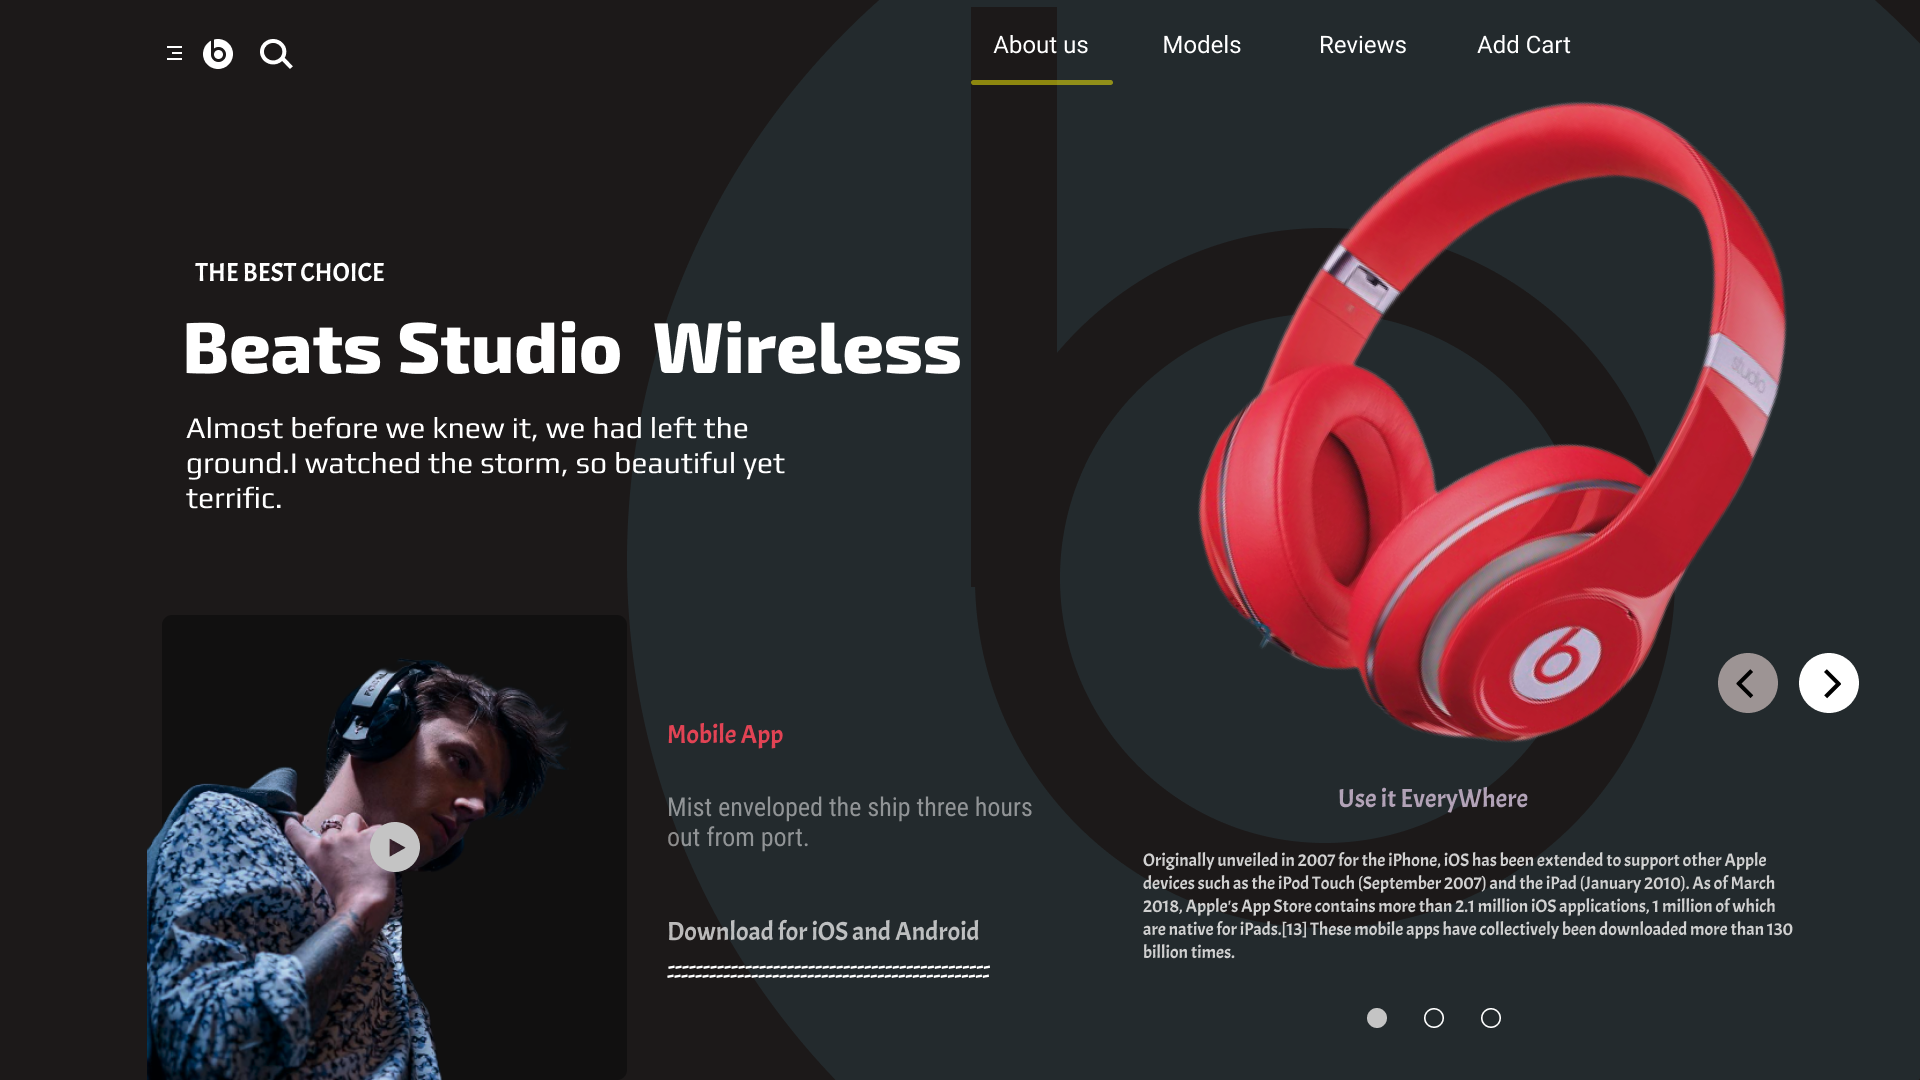 About us
Models
Reviews
Add Cart
THE BEST CHOICE
Beats Studio Wireless
Almost before we knew it, we had left the
ground.I watched the storm, so beautiful yet
terrific.
studio
Mobile App
Mist enveloped the ship three hours
out from port.
Download for iOS and Android
Use it EveryWhere
Originally unveiled in 2007 for the iPhone, iOS has been extended to support other Apple
devices such as the iPod Touch (September 2007) and the iPad (January 2010). As of March
2018, Apple's App Store contains more than 2.1 million iOS applications, 1 million of which
are native for iPads.[13] These mobile apps have collectively been downloaded more than 130
billion times.